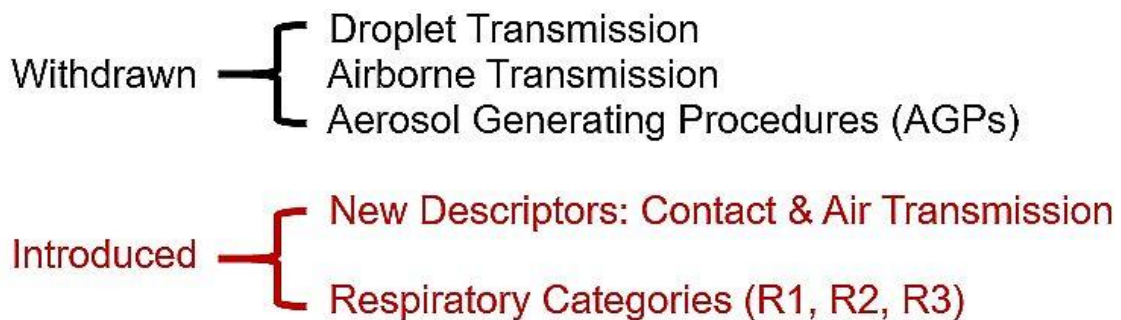 Droplet Transmission
Withdrawn
Airborne Transmission
Aerosol Generating Procedures (AGPs)
New Descriptors: Contact & Air Transmission
Introduced
Respiratory Categories (R1, R2, R3)